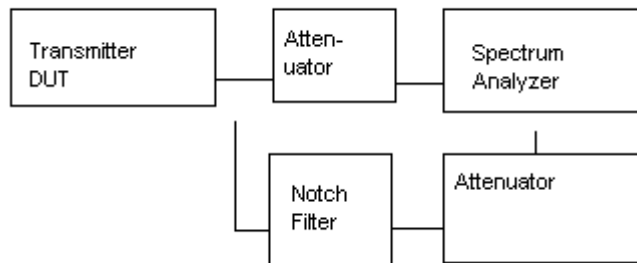 Transmitter
DUT
Atten-
uator
Spectrum
Analyzer
Notch
Filter
Attenuator